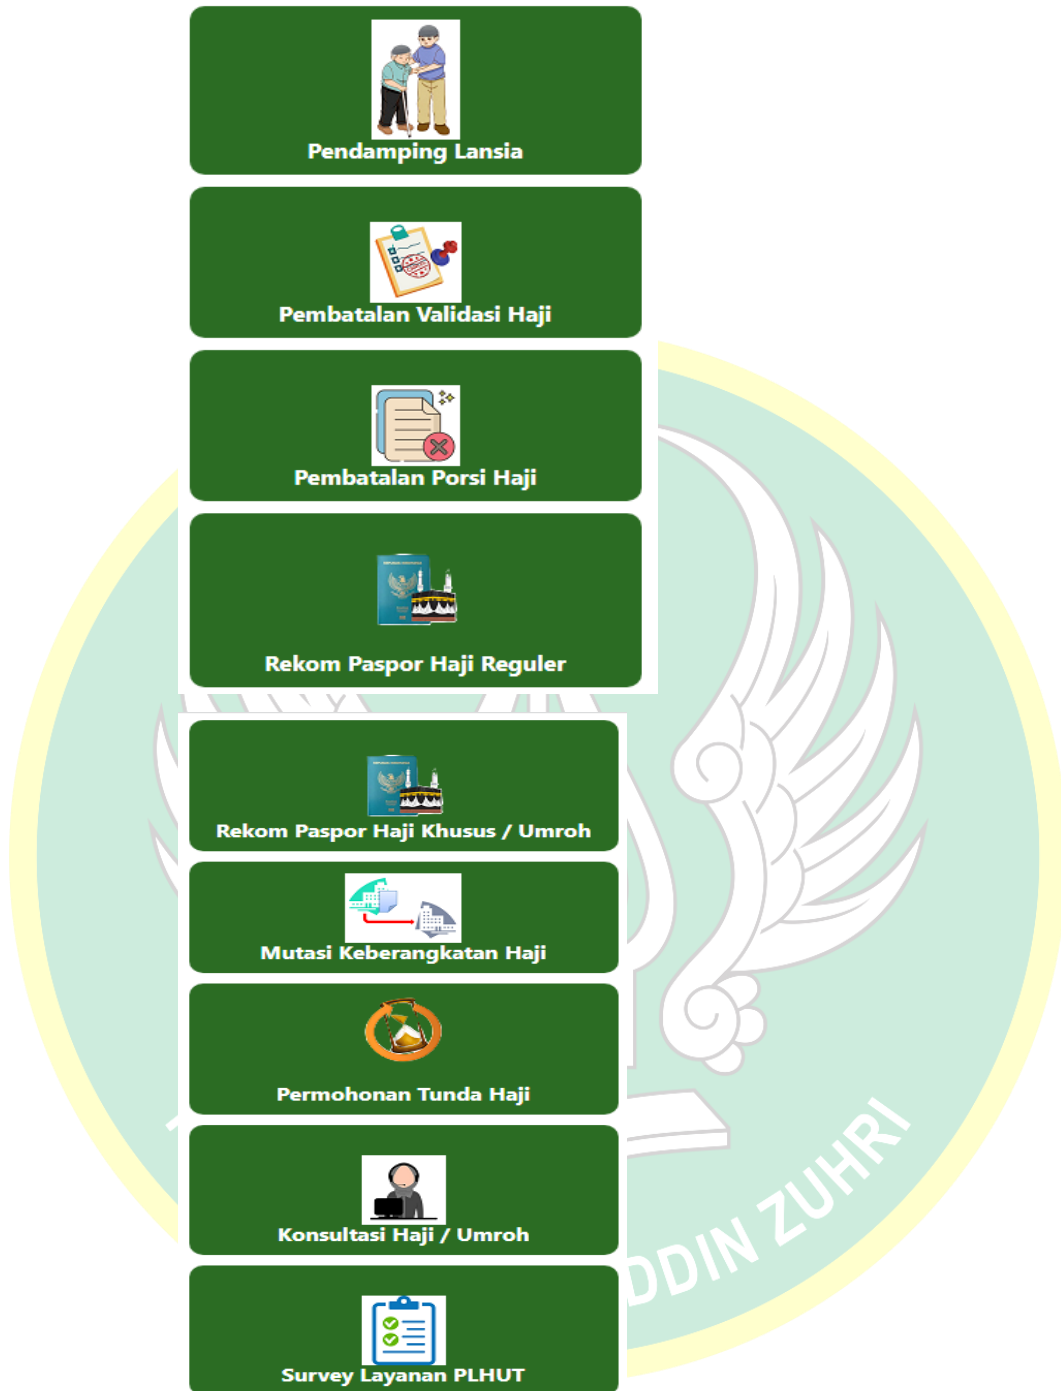 Pendamping Lansia
Pembatalan Validasi Haji
Pembatalan Porsi Haji
Rekom Paspor Haji Reguler
Rekom Paspor Haji Khusus / Umroh
Mutasi Keberangkatan Haji
Permohonan Tunda Haji
Konsultasi Haji / Umroh
Survey Layanan PLHUT
DDIN ZUHRI